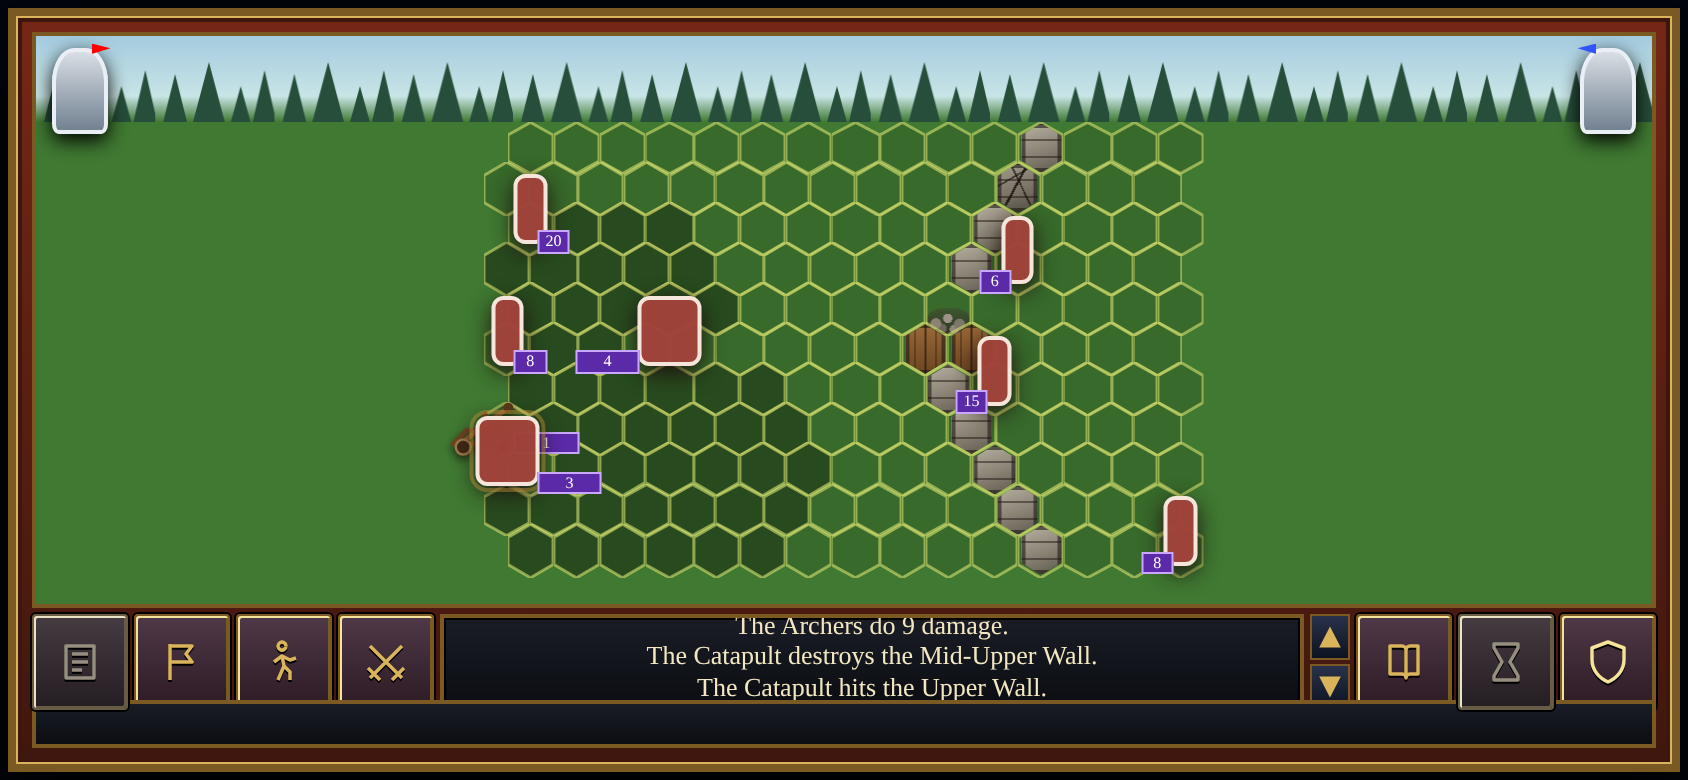 20
6
8
4
15
1
3
8
The Archers do 9 damage.
The Catapult destroys the Mid-Upper Wall.
The Catapult hits the Upper Wall.